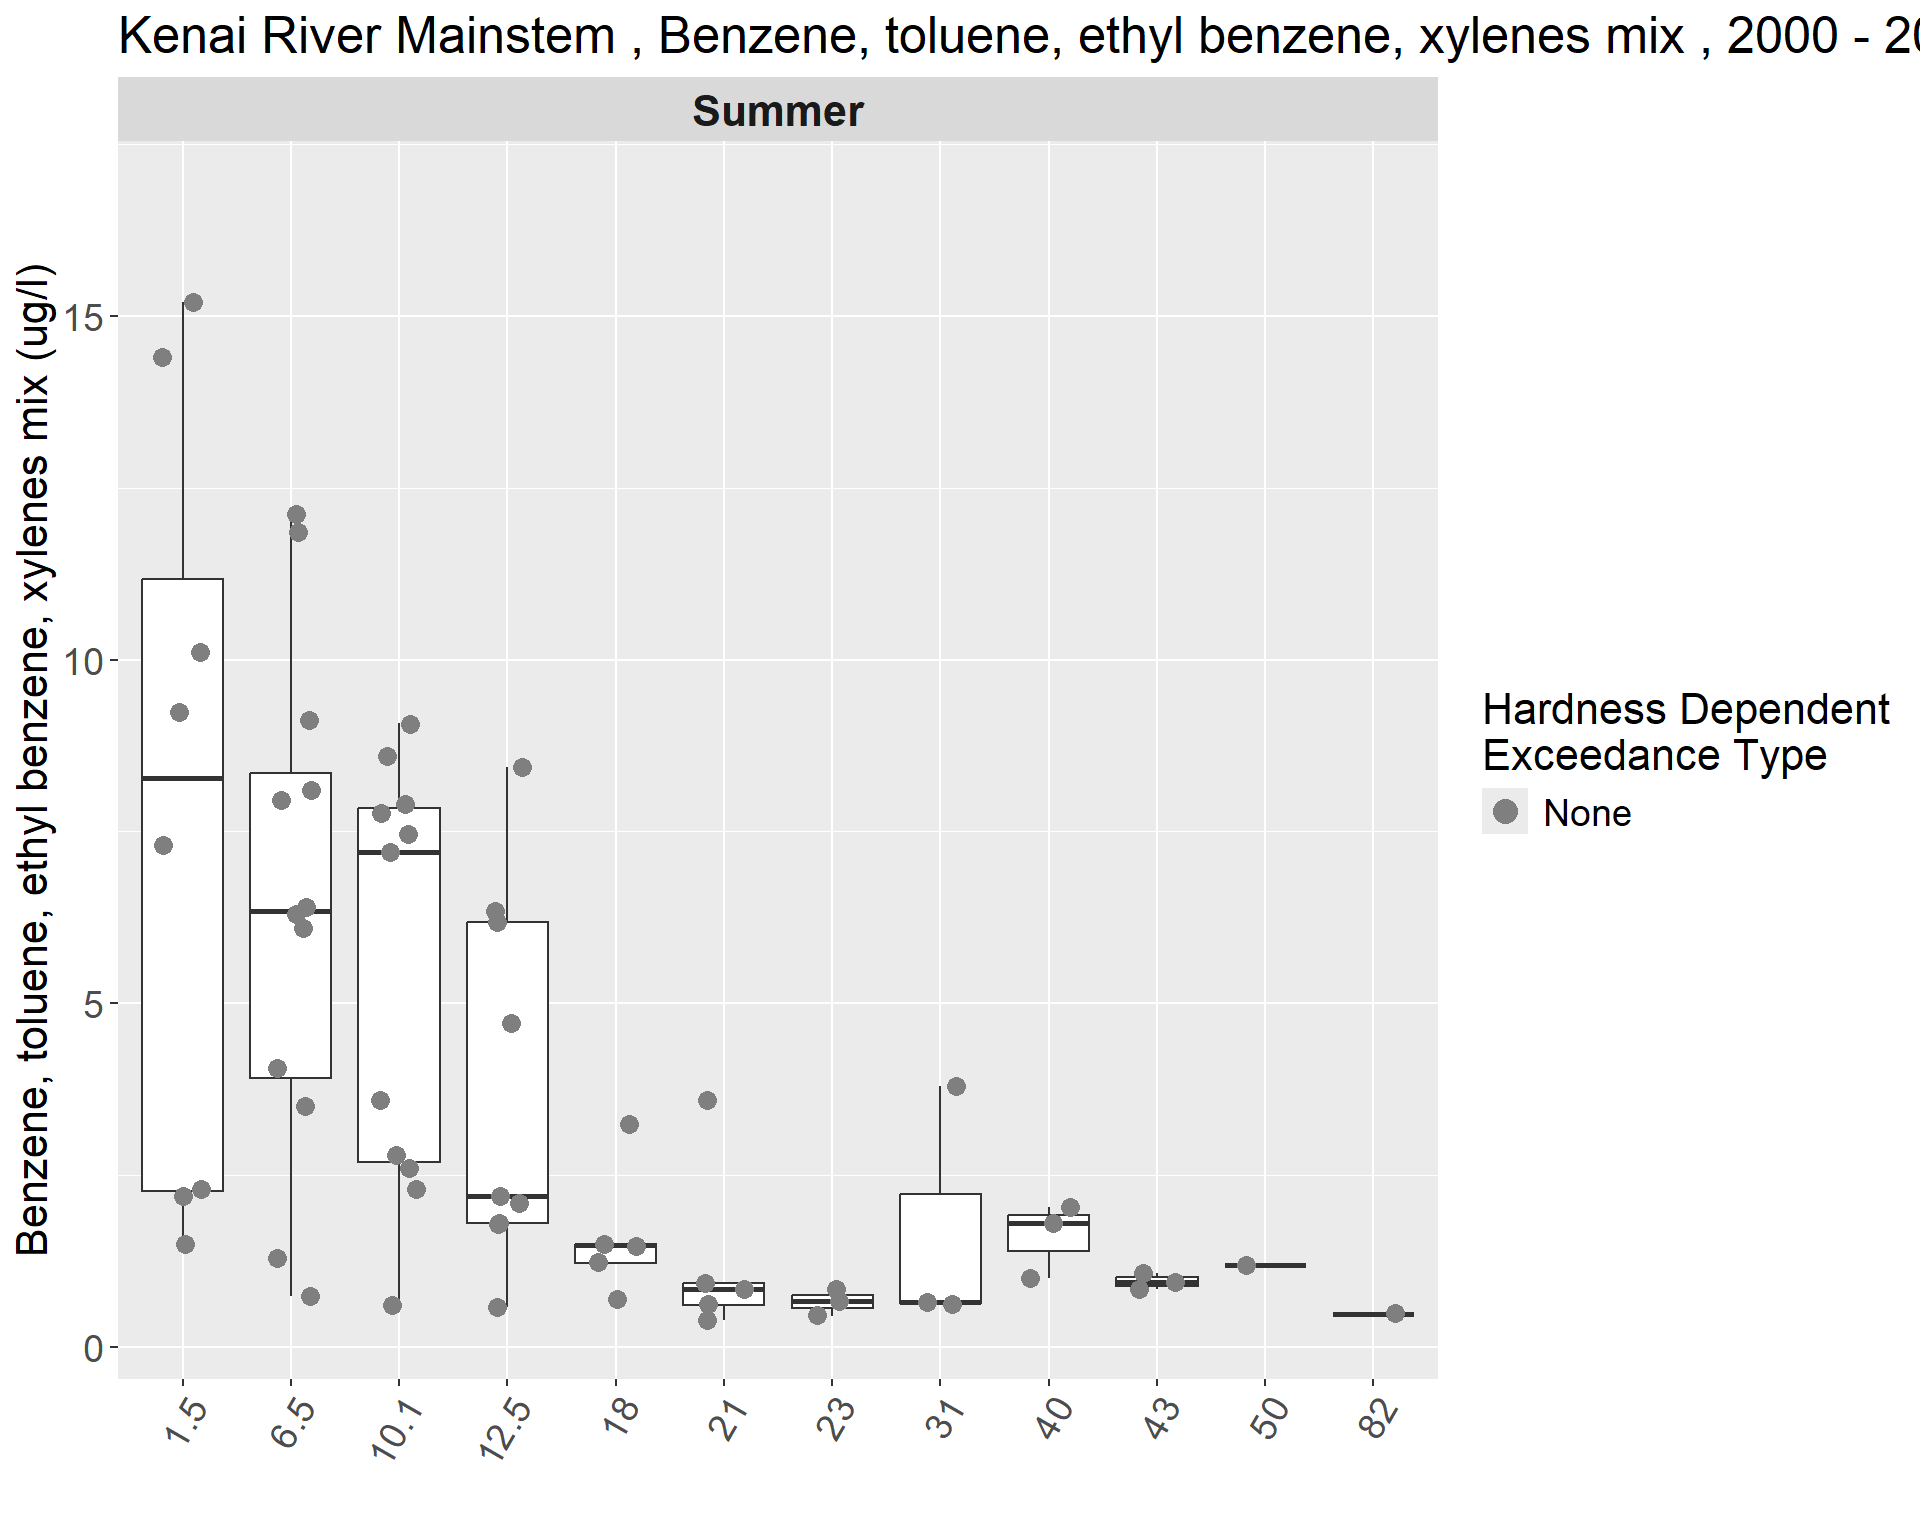 Kenai River Mainstem , Benzene, toluene, ethyl benzene, xylenes mix , 2000 - 20
Summer
Benzene, toluene, ethyl benzene, xylenes mix (ug/l)
15
10
5
0
1.5
6.5
10.1
12.5
18
21
23
31
40
43
50
82
Hardness Dependent
Exceedance Type
None